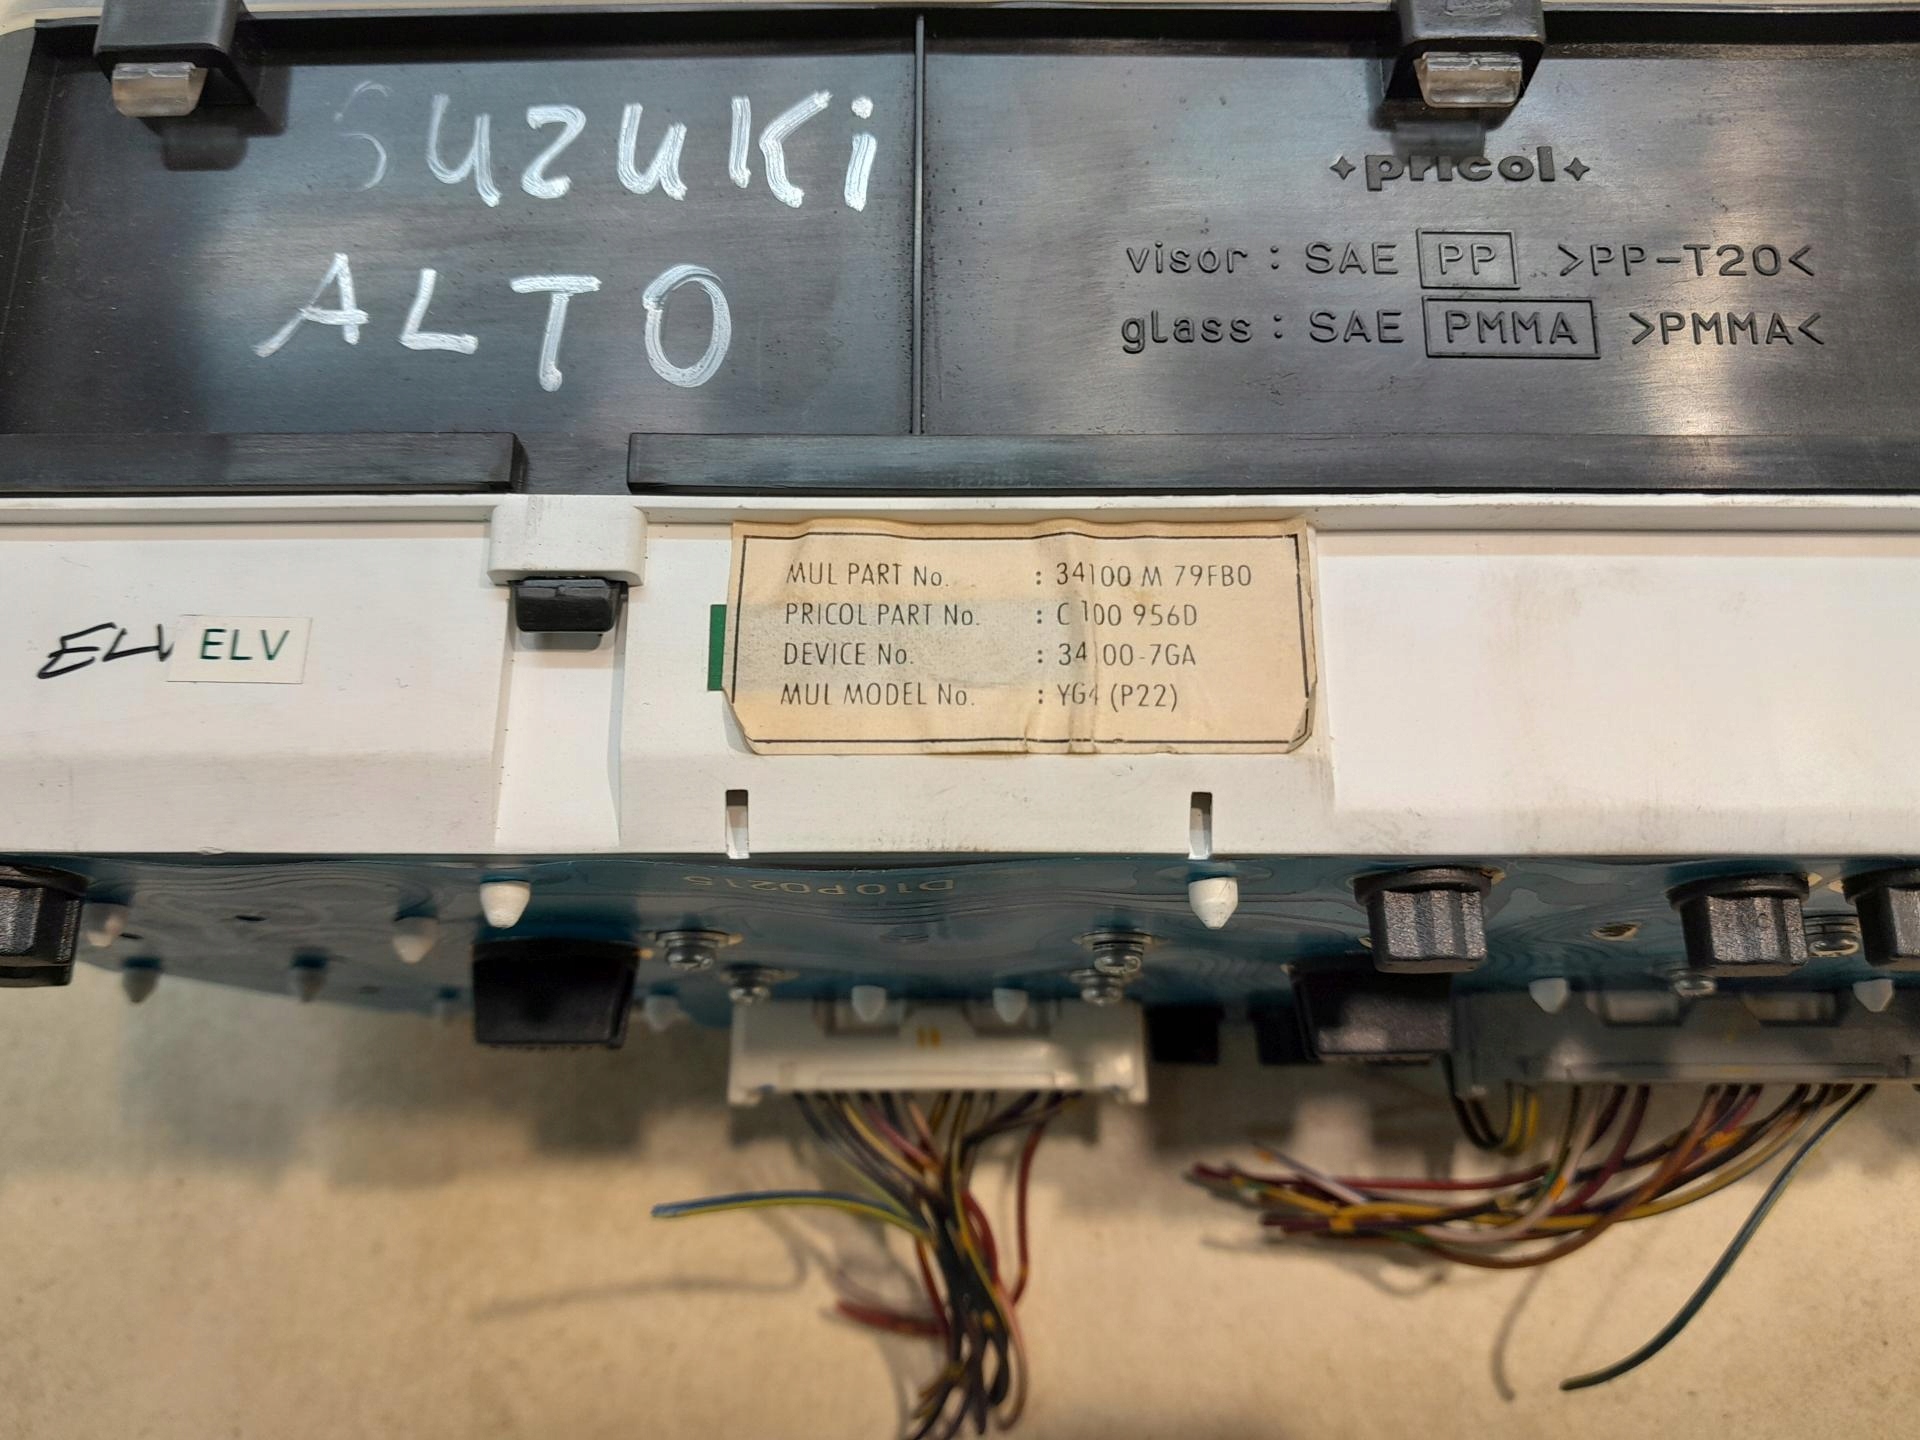 SUZUKi
ALTO
pricol
visor : SAE PP >PP-T20<
glass : SAE PMMA >PMMA<
MUL PART No. : 34100 M 79FB0
PRICOL PART No. : C 100 956D
DEVICE No. : 34100-7GA
MUL MODEL No. : YG4 (P22)
ELV ELV
D10P0215